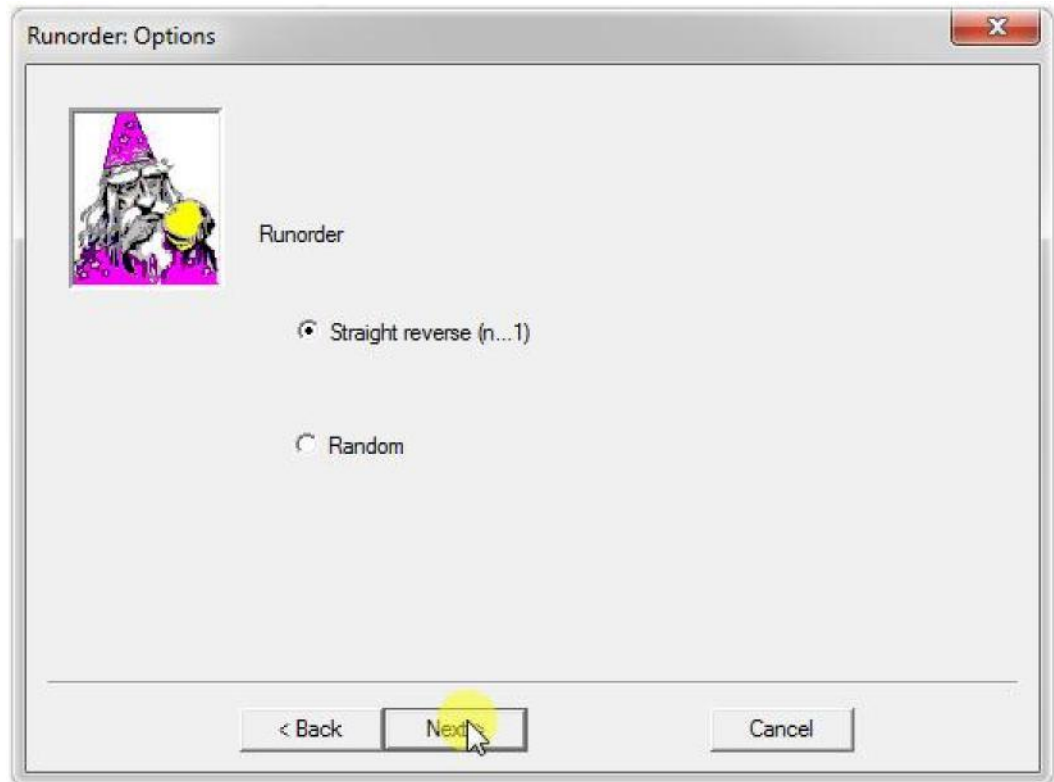 Runorder: Options
Runorder
Straight reverse (n...1)
Random
< Back
Next >
Cancel